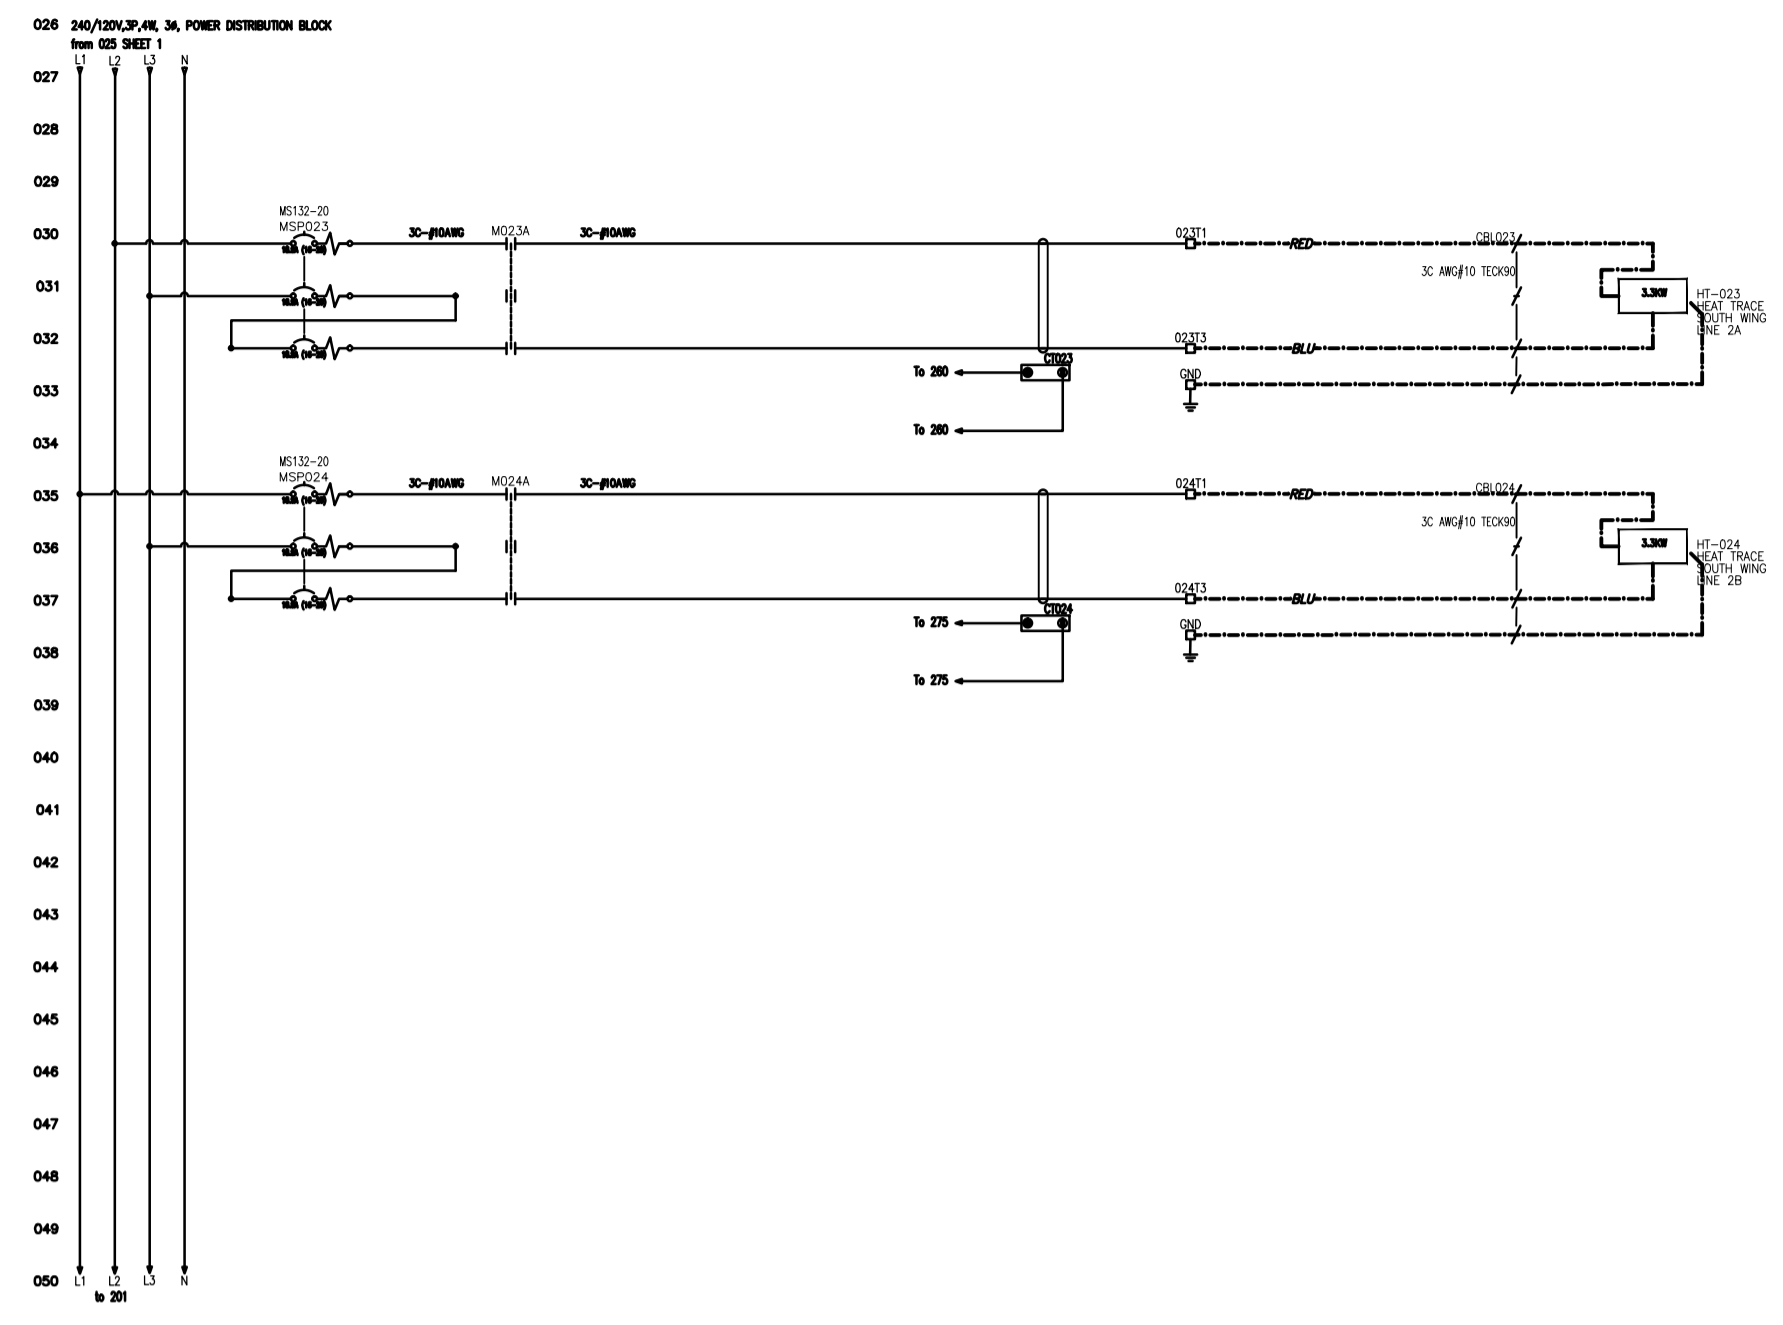 026 240/120V,3P,4W, 3ø, POWER DISTRIBUTION BLOCK
from 025 SHEET 1
L1 L2 L3 N
027
028
029
MS132-20
MSP023
030 3C-#10AWG M023A 3C-#10AWG 023T1 RED CBL023
3C AWG#10 TECK90
031 3.3KW HT-023
HEAT TRACE
SOUTH WING
LINE 2A
032 023T3 BLU
CT023
To 260 GND
033
To 260
034
MS132-20
MSP024
035 3C-#10AWG M024A 3C-#10AWG 024T1 RED CBL024
3C AWG#10 TECK90
036 3.3KW HT-024
HEAT TRACE
SOUTH WING
LINE 2B
037 024T3 BLU
CT024
To 275 GND
038
To 275
039
040
041
042
043
044
045
046
047
048
049
050 L1 L2 L3 N
to 201